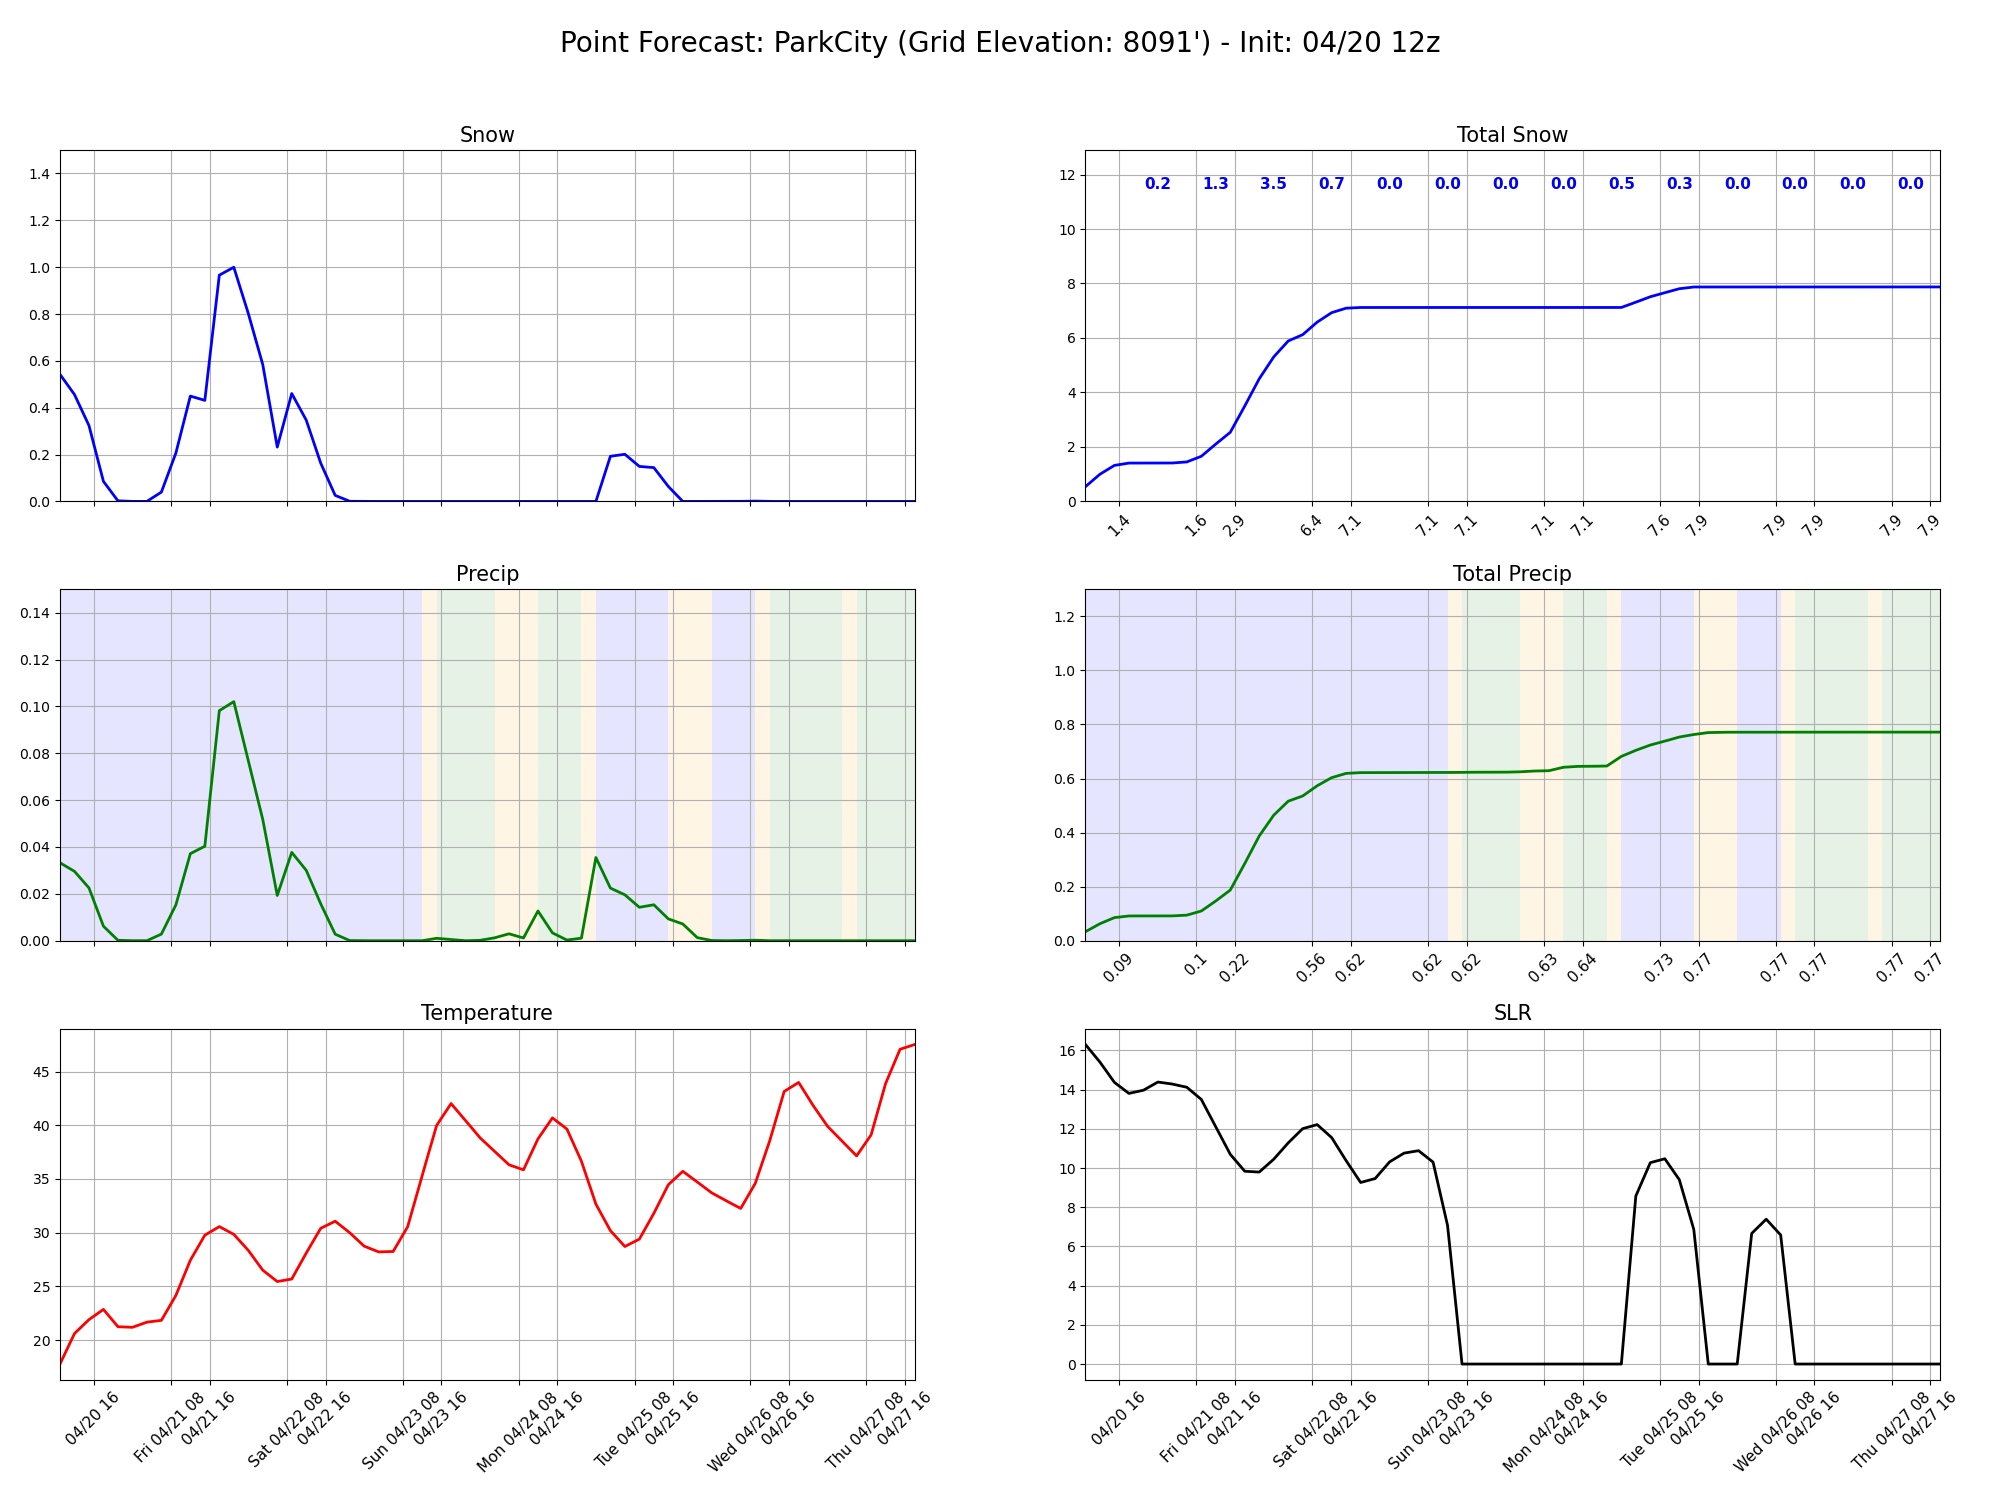 Point Forecast: ParkCity (Grid Elevation: 8091') - Init: 04/20 12z
Snow
1.4
1.2
1.0
0.8
0.6
0.4
0.2
0.0
Total Snow
12
10
8
6
4
2
0
0.2 1.3 3.5 0.7 0.0 0.0 0.0 0.0 0.5 0.3 0.0 0.0 0.0 0.0
1.4 1.6 2.9 6.4 7.1 7.1 7.1 7.1 7.1 7.6 7.9 7.9 7.9 7.9 7.9
Precip
0.14
0.12
0.10
0.08
0.06
0.04
0.02
0.00
Total Precip
1.2
1.0
0.8
0.6
0.4
0.2
0.0
0.09 0.1 0.22 0.56 0.62 0.62 0.62 0.63 0.64 0.73 0.77 0.77 0.77 0.77 0.77
Temperature
45
40
35
30
25
20
04/20 16
Fri 04/21 08
04/21 16
Sat 04/22 08
04/22 16
Sun 04/23 08
04/23 16
Mon 04/24 08
04/24 16
Tue 04/25 08
04/25 16
Wed 04/26 08
04/26 16
Thu 04/27 08
04/27 16
SLR
16
14
12
10
8
6
4
2
0
04/20 16
Fri 04/21 08
04/21 16
Sat 04/22 08
04/22 16
Sun 04/23 08
04/23 16
Mon 04/24 08
04/24 16
Tue 04/25 08
04/25 16
Wed 04/26 08
04/26 16
Thu 04/27 08
04/27 16